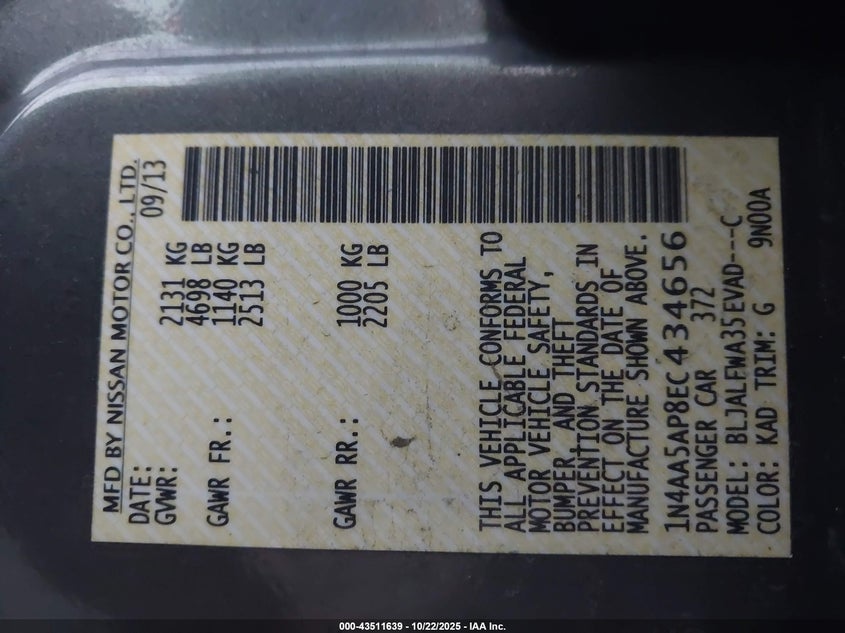 MFD BY NISSAN MOTOR CO., LTD.
DATE: 09/13
GVWR: 2131 KG
4698 LB
GAWR FR.: 1140 KG
2513 LB
GAWR RR.: 1000 KG
2205 LB
THIS VEHICLE CONFORMS TO
ALL APPLICABLE FEDERAL
MOTOR VEHICLE SAFETY,
BUMPER AND THEFT
PREVENTION STANDARDS IN
EFFECT ON THE DATE OF
MANUFACTURE SHOWN ABOVE.
1N4AA5AP8EC434656
PASSENGER CAR 372
MODEL: BLJALFWA35EVAD---C
COLOR: KAD TRIM: G 9N00A
000-43511639 - 10/22/2025 - IAA Inc.